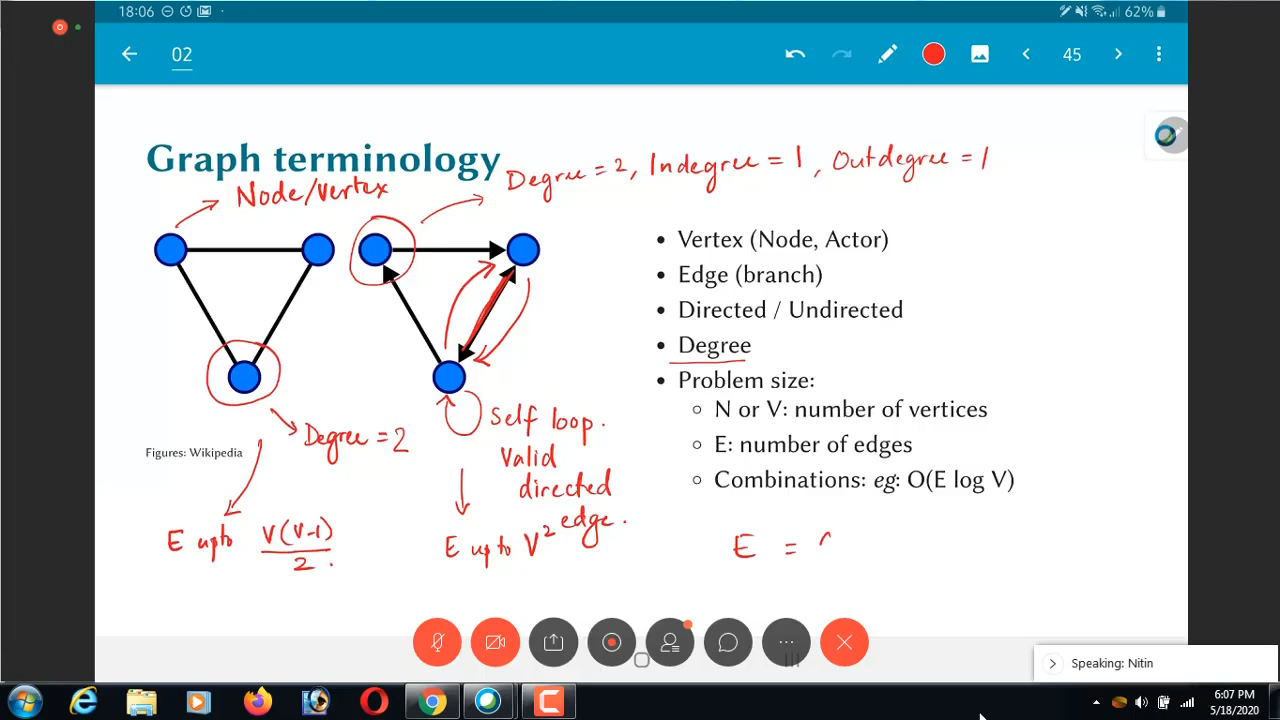 18:06
62%
02
45
Graph terminology
Degree = 2, Indegree = 1, Outdegree = 1
Node/Vertex
• Vertex (Node, Actor)
• Edge (branch)
• Directed / Undirected
• Degree
• Problem size:
N or V: number of vertices
E: number of edges
Combinations: eg: O(E log V)
Degree = 2
Self loop.
Valid
directed
edge.
Figures: Wikipedia
E upto V(V-1)/2.
E upto V²
E =
Speaking: Nitin
6:07 PM
5/18/2020